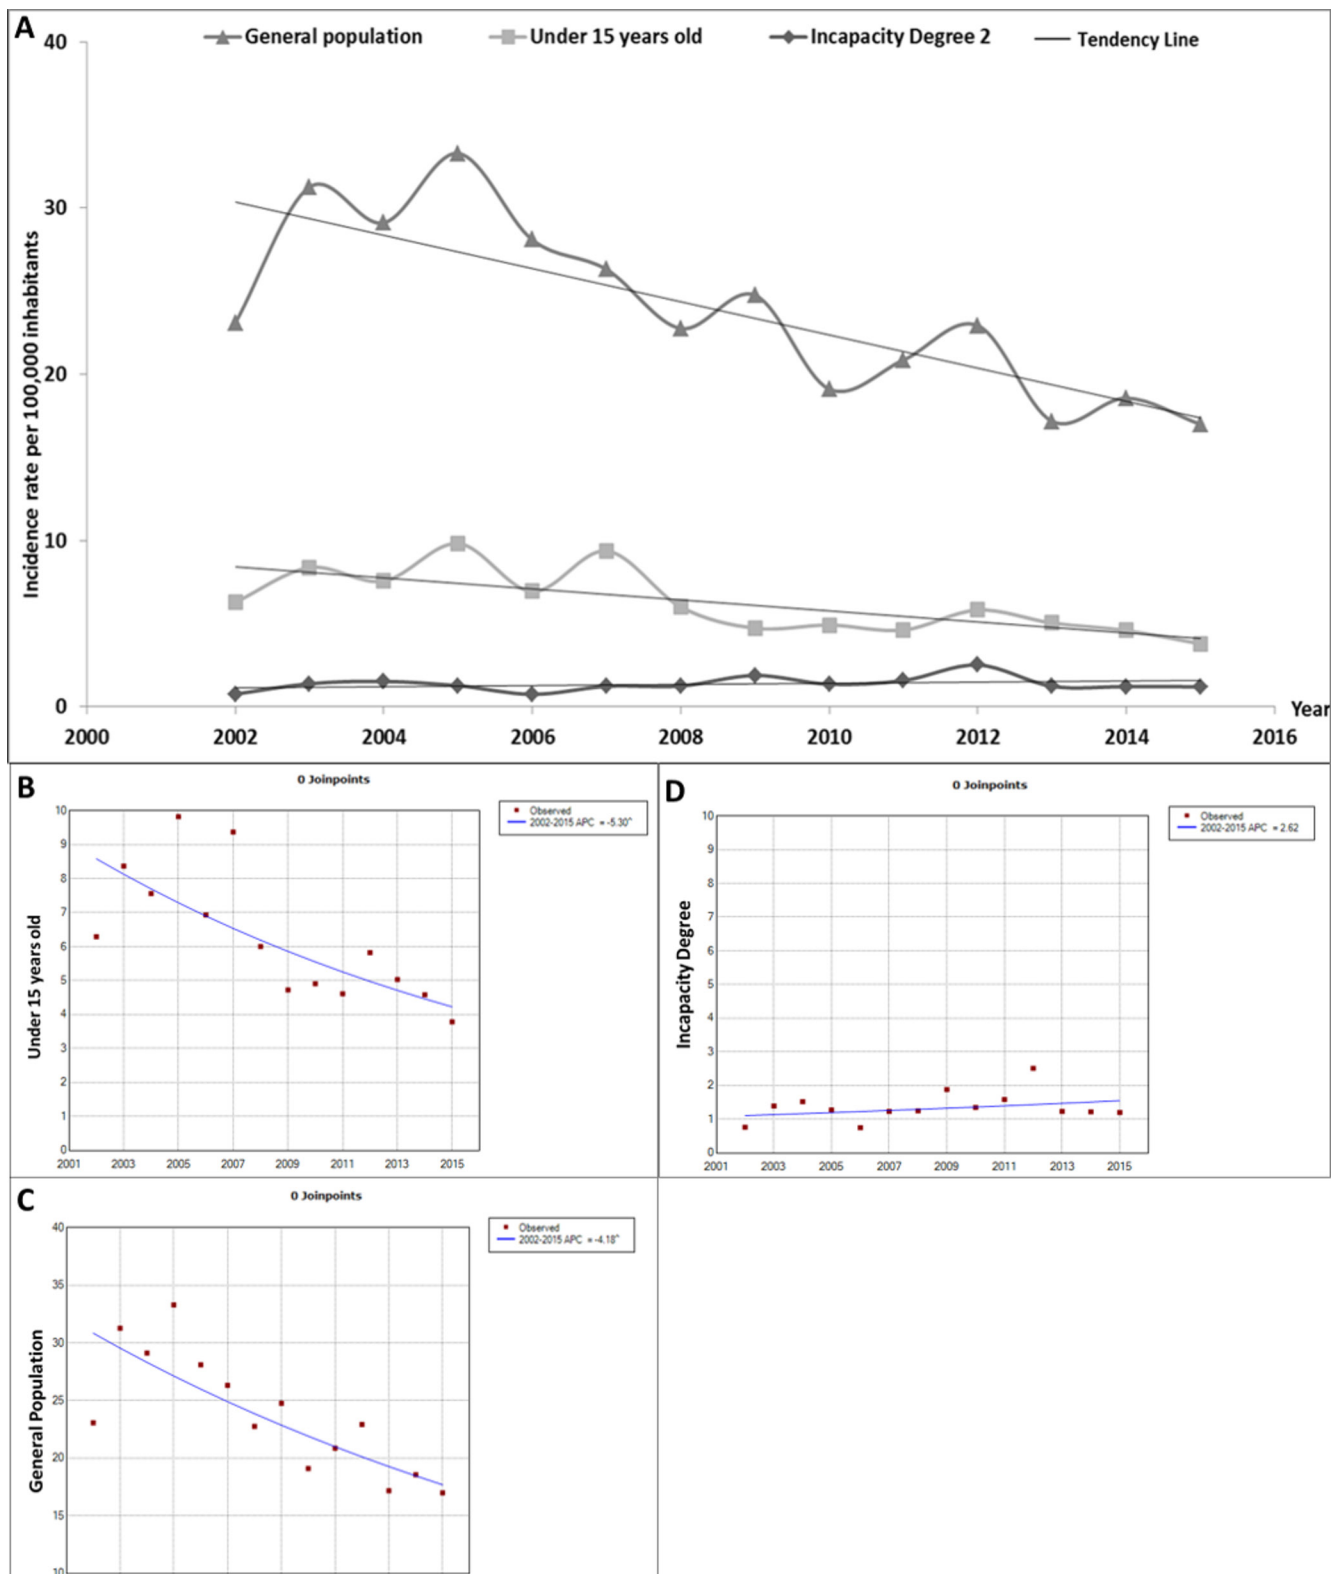 A
General population
Under 15 years old
Incapacity Degree 2
Tendency Line
Incidence rate per 100,000 inhabitants
40
30
20
10
0
2000 2002 2004 2006 2008 2010 2012 2014 2016
Year
B
0 Joinpoints
Observed
2002-2015 APC = -5.30^
Under 15 years old
10
9
8
7
6
5
4
3
2
1
0
2001 2003 2005 2007 2009 2011 2013 2015
D
0 Joinpoints
Observed
2002-2015 APC = 2.62
Incapacity Degree
10
9
8
7
6
5
4
3
2
1
0
2001 2003 2005 2007 2009 2011 2013 2015
C
0 Joinpoints
Observed
2002-2015 APC = -4.18^
General Population
40
35
30
25
20
15
10